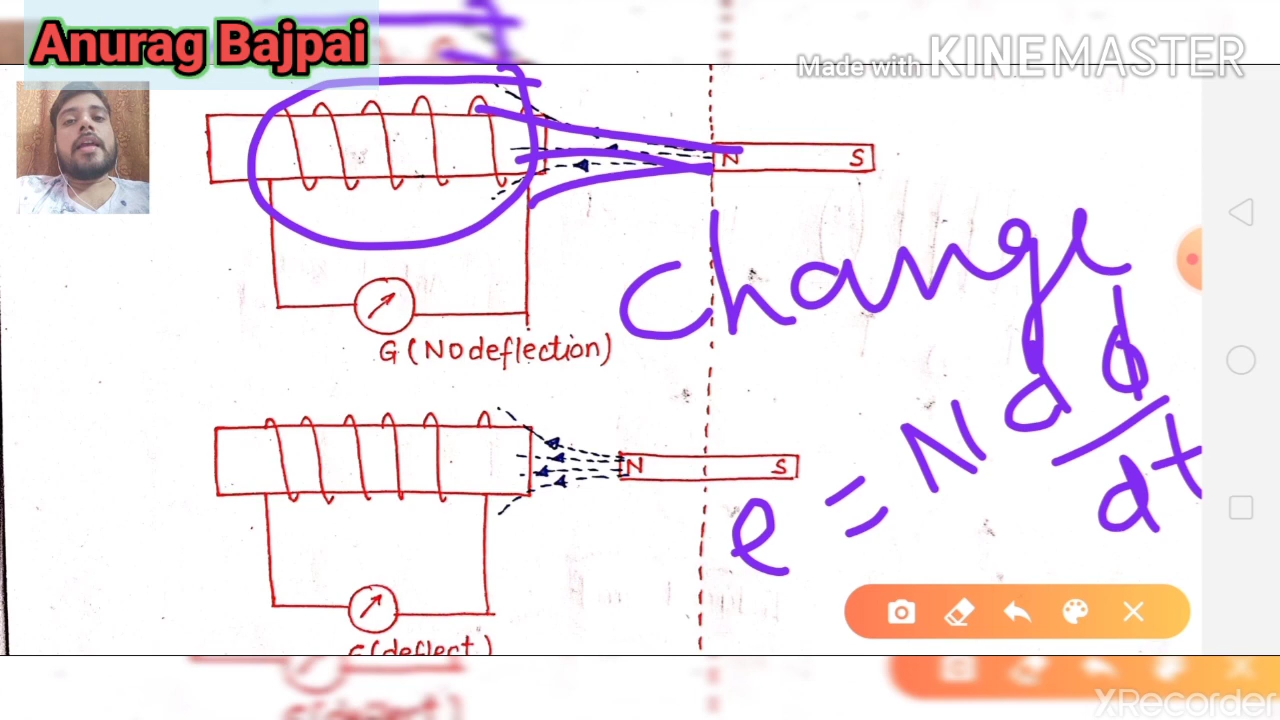 Anurag Bajpai
Made with KINEMASTER
N S
change
G (No deflection)
e = N dϕ/dt
N S
G (deflect.)
XRecorder